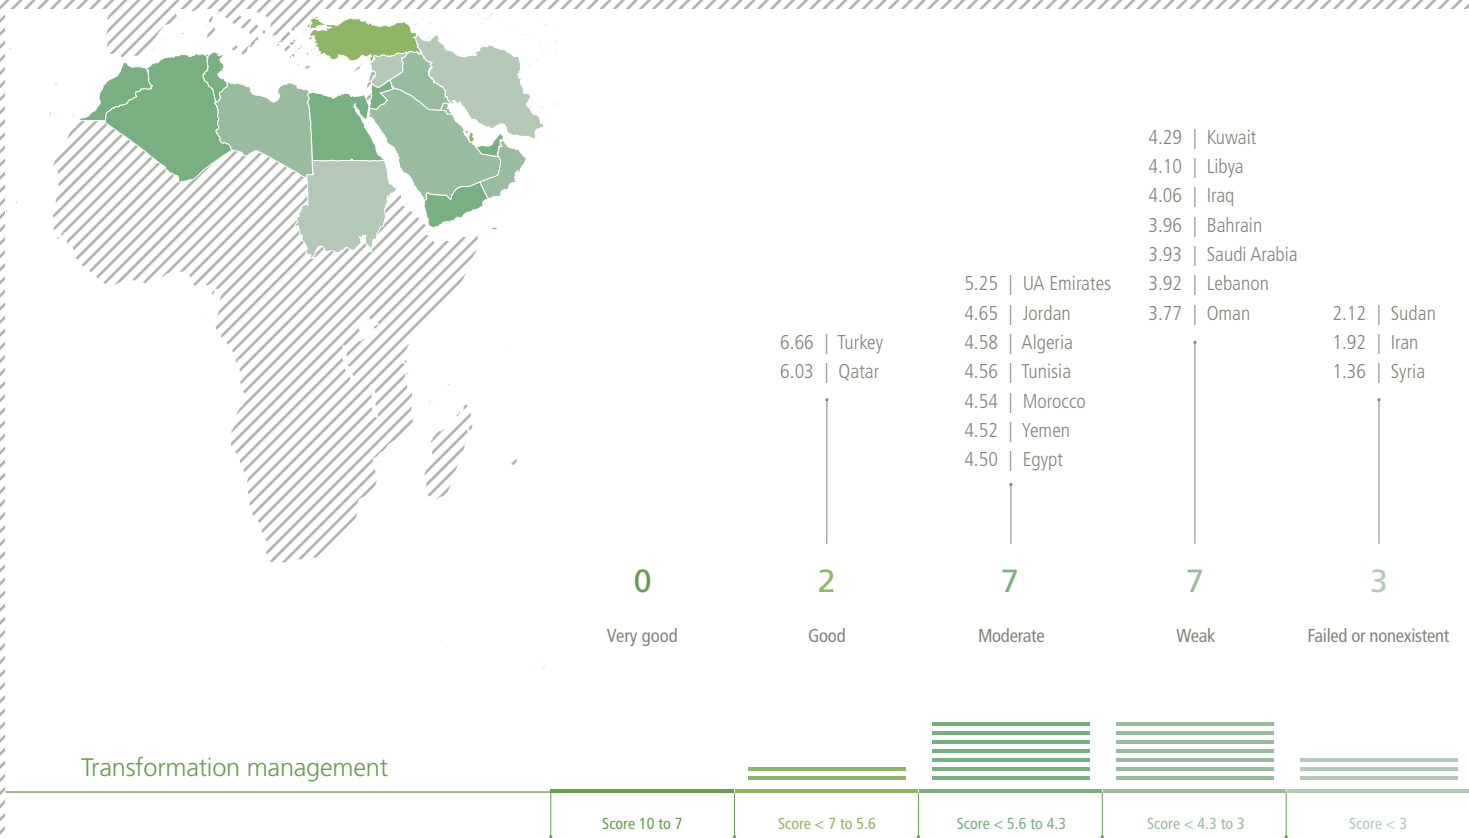 4.29 | Kuwait
4.10 | Libya
4.06 | Iraq
3.96 | Bahrain
3.93 | Saudi Arabia
3.92 | Lebanon
3.77 | Oman
5.25 | UA Emirates
4.65 | Jordan
4.58 | Algeria
4.56 | Tunisia
4.54 | Morocco
4.52 | Yemen
4.50 | Egypt
2.12 | Sudan
1.92 | Iran
1.36 | Syria
6.66 | Turkey
6.03 | Qatar
0
2
7
7
3
Very good
Good
Moderate
Weak
Failed or nonexistent
Transformation management
Score 10 to 7
Score < 7 to 5.6
Score < 5.6 to 4.3
Score < 4.3 to 3
Score < 3